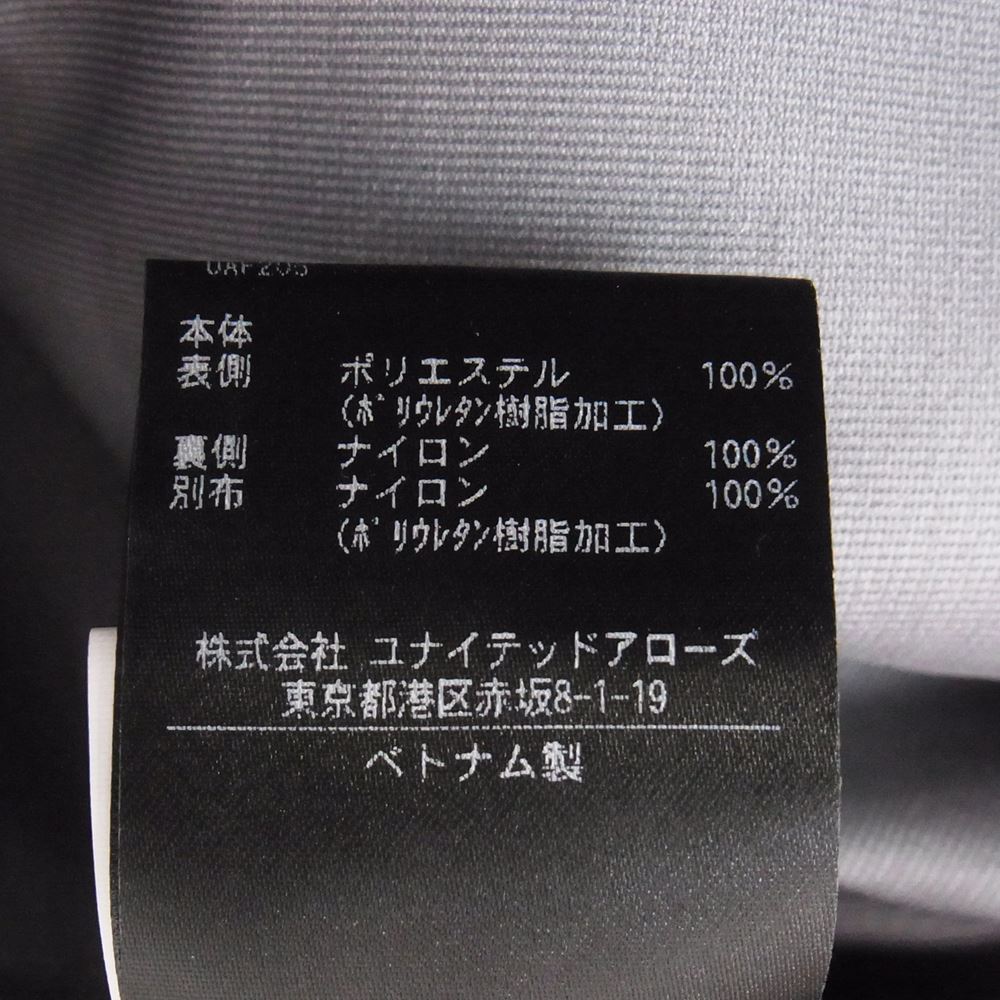 本体
表側 ポリエステル 100%
(ポリウレタン樹脂加工)
裏側 ナイロン 100%
別布 ナイロン 100%
(ポリウレタン樹脂加工)
株式会社 ユナイテッドアローズ
東京都港区赤坂8-1-19
ベトナム製